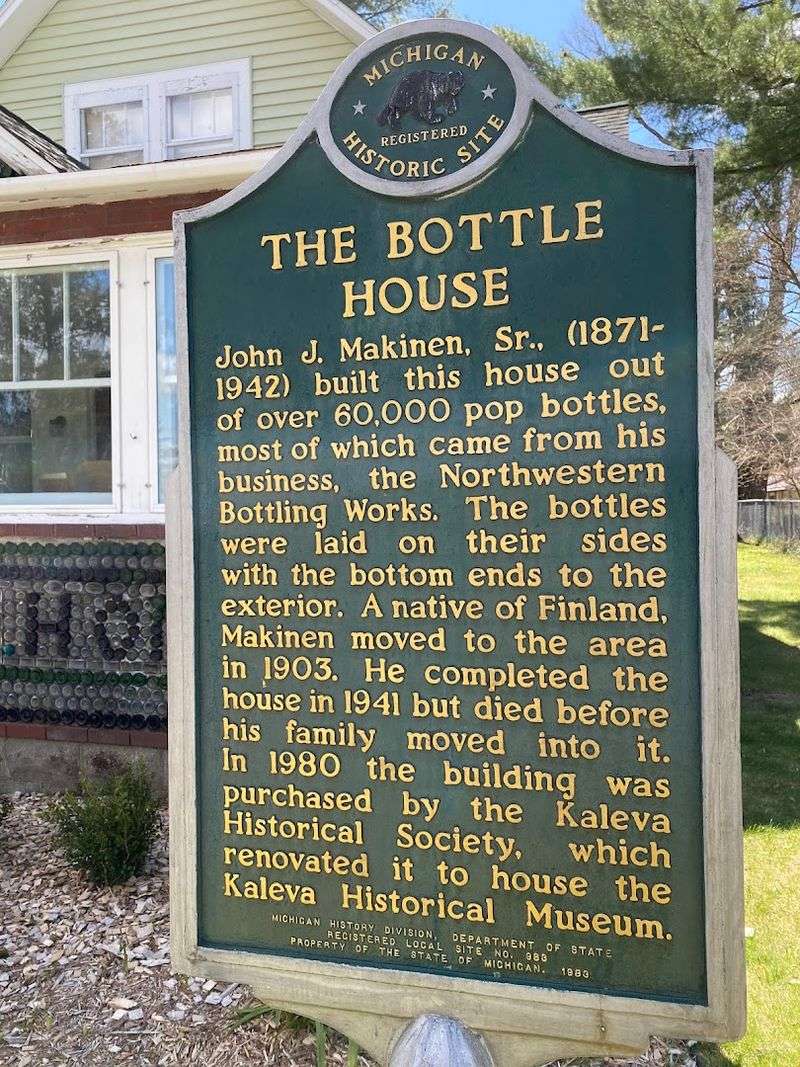 MICHIGAN
REGISTERED
HISTORIC SITE
THE BOTTLE
HOUSE
John J. Makinen, Sr., (1871-
1942) built this house out
of over 60,000 pop bottles,
most of which came from his
business, the Northwestern
Bottling Works. The bottles
were laid on their sides
with the bottom ends to the
exterior. A native of Finland,
Makinen moved to the area
in 1903. He completed the
house in 1941 but died before
his family moved into it.
In 1980 the building was
purchased by the Kaleva
Historical Society, which
renovated it to house the
Kaleva Historical Museum.
MICHIGAN HISTORY DIVISION, DEPARTMENT OF STATE
REGISTERED LOCAL SITE NO. 983
PROPERTY OF THE STATE OF MICHIGAN, 1983
HO